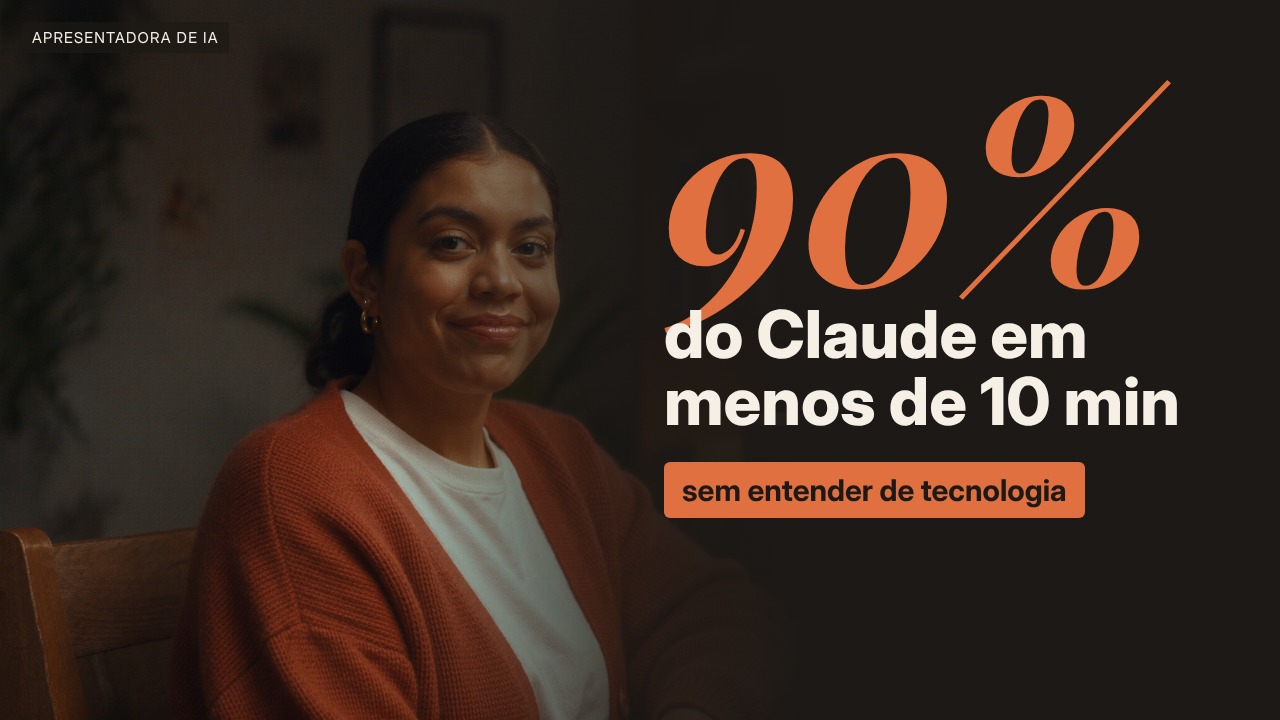 APRESENTADORA DE IA
90%
do Claude em
menos de 10 min
sem entender de tecnologia